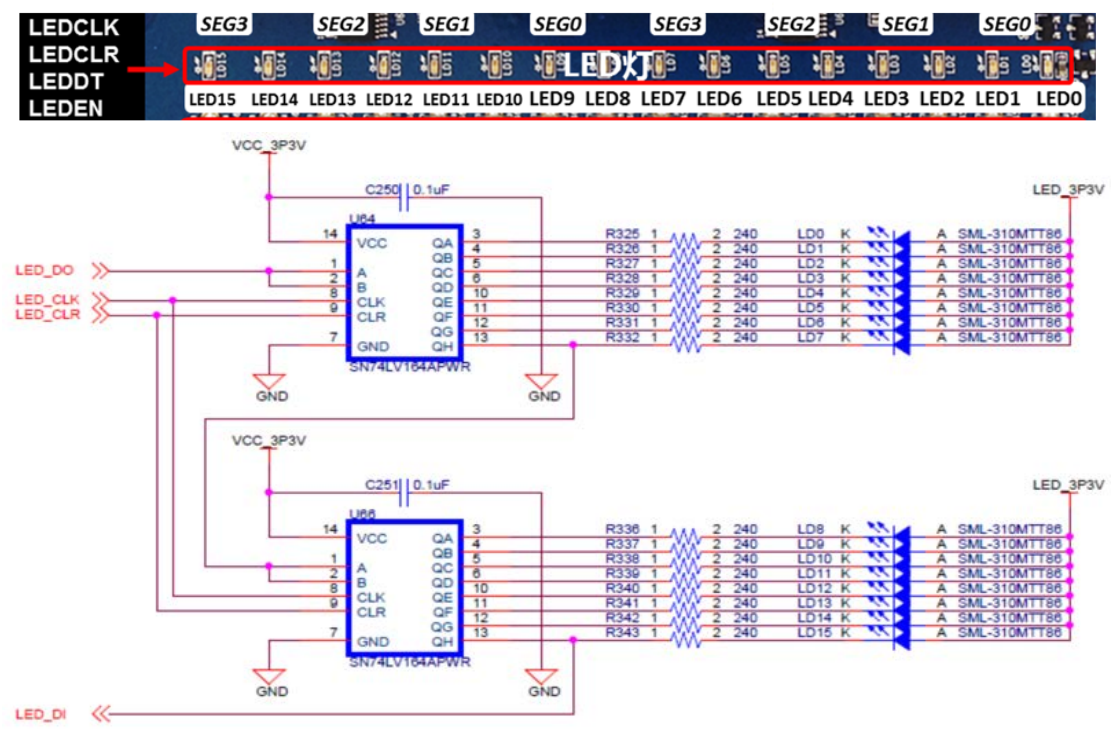 LEDCLK
LEDCLR
LEDDT
LEDEN
SEG3 SEG2 SEG1 SEG0 SEG3 SEG2 SEG1 SEG0
LED灯
LED15 LED14 LED13 LED12 LED11 LED10 LED9 LED8 LED7 LED6 LED5 LED4 LED3 LED2 LED1 LED0
VCC_3P3V
C250 0.1uF
LED_3P3V
U64
14 VCC QA 3 R325 1 2 240 LD0 K A SML-310MTT86
QB 4 R326 1 2 240 LD1 K A SML-310MTT86
LED_DO 1 A QC 5 R327 1 2 240 LD2 K A SML-310MTT86
2 B QD 6 R328 1 2 240 LD3 K A SML-310MTT86
LED_CLK 8 CLK QE 10 R329 1 2 240 LD4 K A SML-310MTT86
LED_CLR 9 CLR QF 11 R330 1 2 240 LD5 K A SML-310MTT86
QG 12 R331 1 2 240 LD6 K A SML-310MTT86
7 GND QH 13 R332 1 2 240 LD7 K A SML-310MTT86
SN74LV164APWR
GND GND
VCC_3P3V
C251 0.1uF
LED_3P3V
U66
14 VCC QA 3 R336 1 2 240 LD8 K A SML-310MTT86
QB 4 R337 1 2 240 LD9 K A SML-310MTT86
1 A QC 5 R338 1 2 240 LD10 K A SML-310MTT86
2 B QD 6 R339 1 2 240 LD11 K A SML-310MTT86
8 CLK QE 10 R340 1 2 240 LD12 K A SML-310MTT86
9 CLR QF 11 R341 1 2 240 LD13 K A SML-310MTT86
QG 12 R342 1 2 240 LD14 K A SML-310MTT86
7 GND QH 13 R343 1 2 240 LD15 K A SML-310MTT86
SN74LV164APWR
GND GND
LED_DI